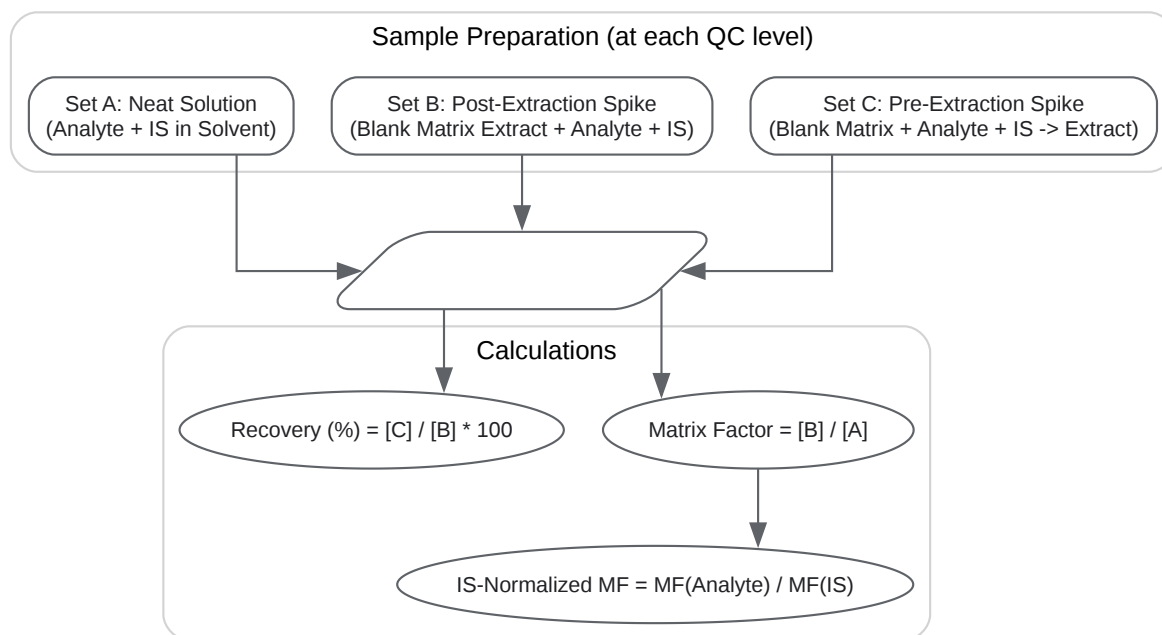 Sample Preparation (at each QC level)
Set A: Neat Solution
(Analyte + IS in Solvent)
Set B: Post-Extraction Spike
(Blank Matrix Extract + Analyte + IS)
Set C: Pre-Extraction Spike
(Blank Matrix + Analyte + IS -> Extract)
Calculations
Recovery (%) = [C] / [B] * 100
Matrix Factor = [B] / [A]
IS-Normalized MF = MF(Analyte) / MF(IS)